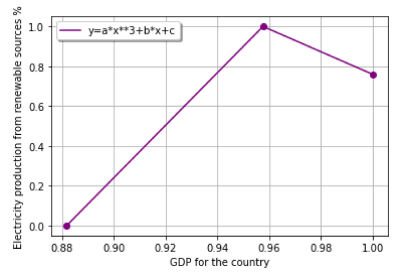 y=a*x**3+b*x+c
Electricity production from renewable sources %
1.0
0.8
0.6
0.4
0.2
0.0
0.88 0.90 0.92 0.94 0.96 0.98 1.00
GDP for the country